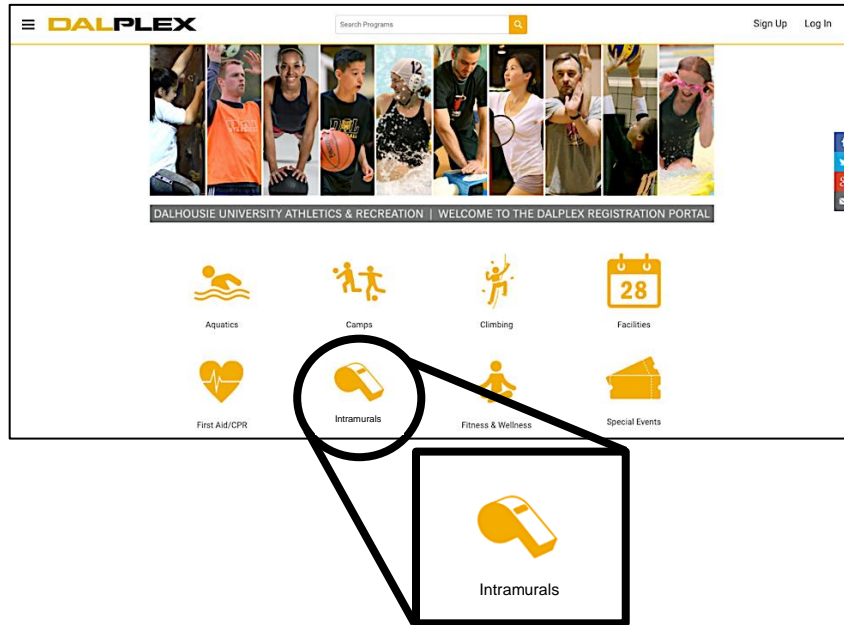 DALPLEX
Search Programs
Sign Up Log In
12
DALHOUSIE UNIVERSITY ATHLETICS & RECREATION | WELCOME TO THE DALPLEX REGISTRATION PORTAL
28
Aquatics Camps Climbing Facilities
First Aid/CPR Intramurals Fitness & Wellness Special Events
Intramurals